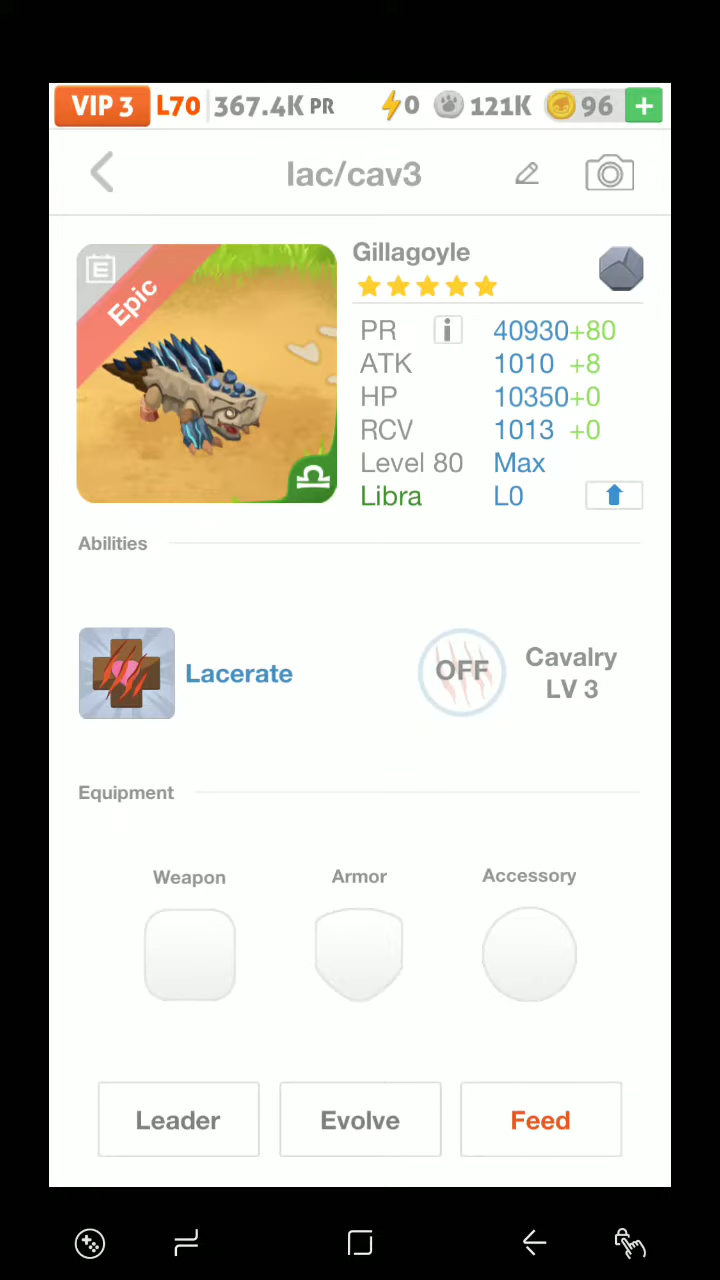 VIP 3 L70 367.4K PR 0 121K 96 +
lac/cav3
E
Epic
Gillagoyle
PR i 40930+80
ATK 1010 +8
HP 10350+0
RCV 1013 +0
Level 80 Max
Libra L0
Abilities
Lacerate
OFF
Cavalry
LV 3
Equipment
Weapon Armor Accessory
Leader Evolve Feed